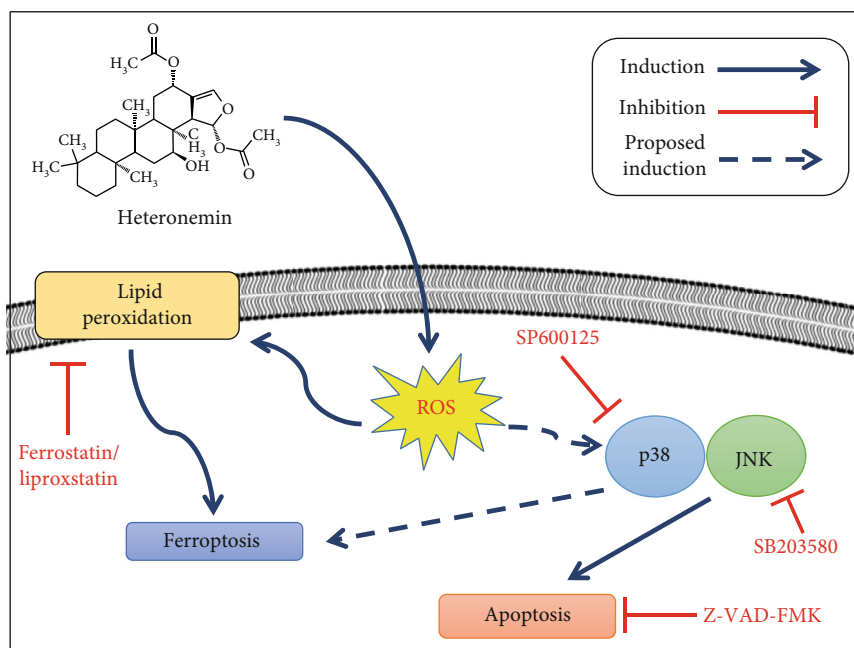 O
H₃C
O
CH₃
O
CH₃
H₃C
H₃C
CH₃
C
H₃
OH
O
O
CH₃
Heteronemin
Induction
Inhibition
Proposed
induction
Lipid
peroxidation
SP600125
ROS
p38
JNK
Ferrostatin/
liproxstatin
Ferroptosis
SB203580
Apoptosis
Z-VAD-FMK